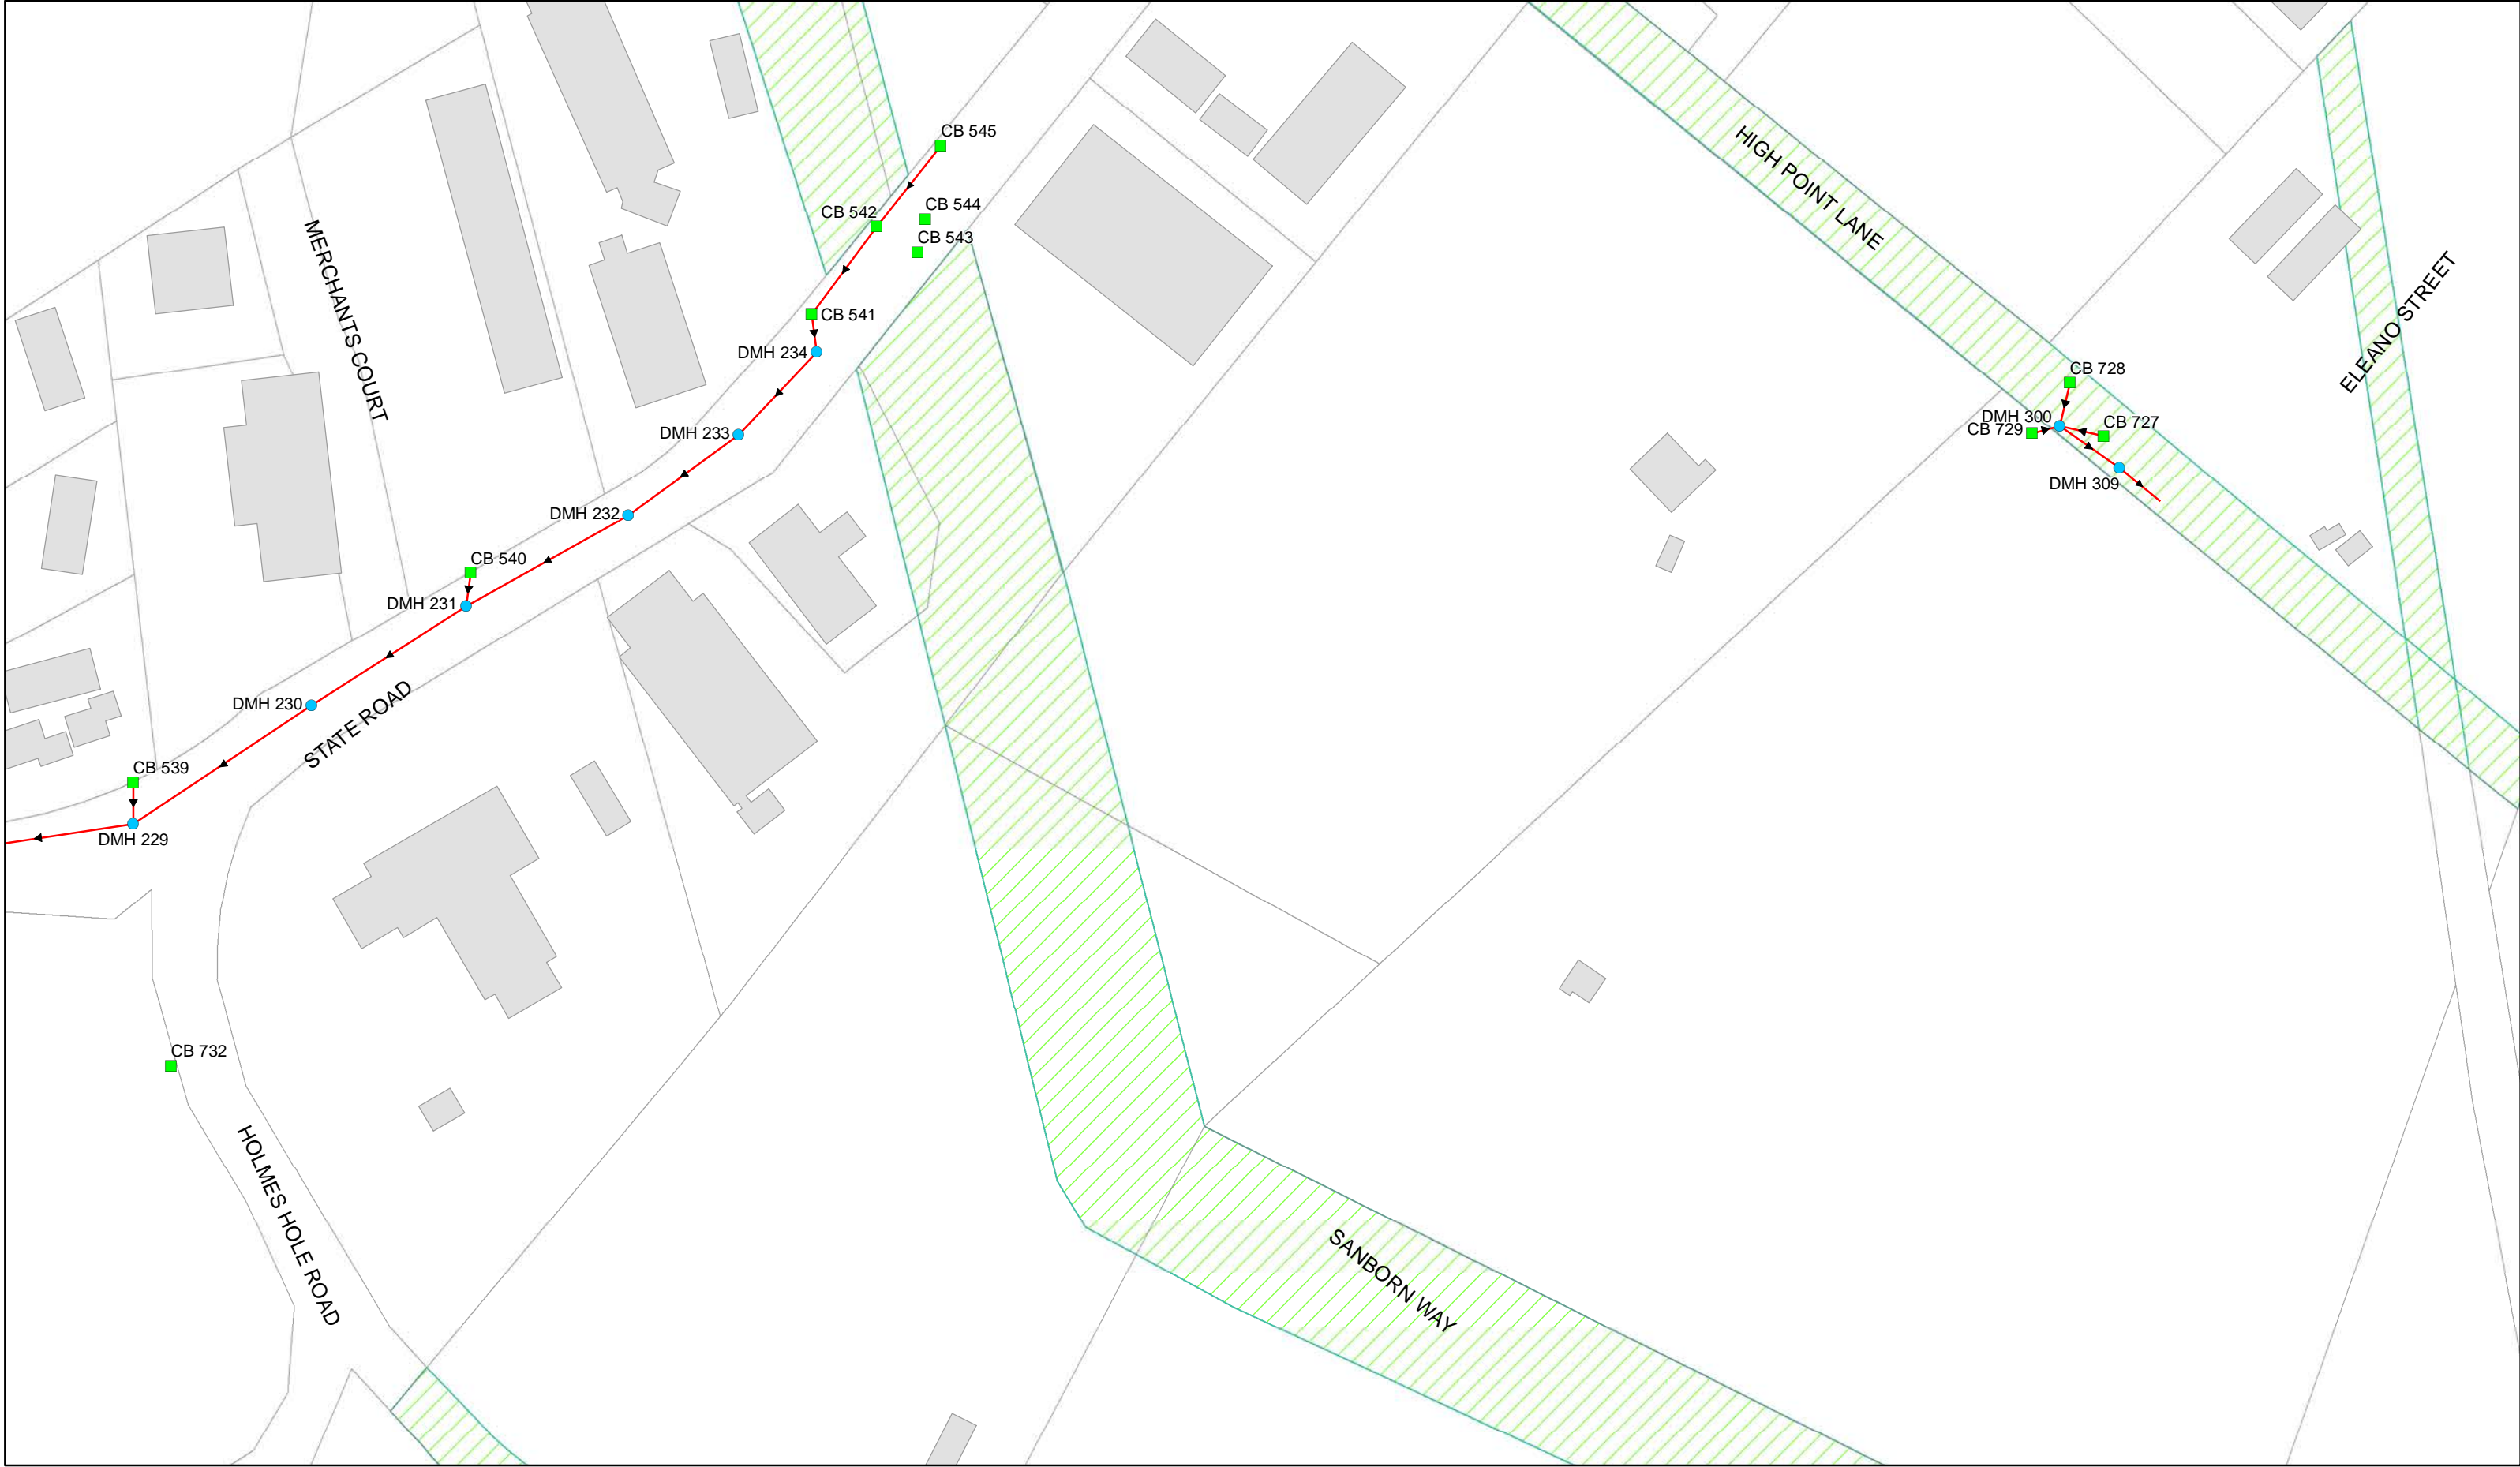 CB 545
HIGH POINT LANE
CB 544
CB 542
CB 543
MERCHANTS COURT
CB 541
ELEANO STREET
DMH 234
CB 728
DMH 300
CB 727
CB 729
DMH 233
DMH 309
DMH 232
CB 540
DMH 231
DMH 230
STATE ROAD
CB 539
DMH 229
CB 732
HOLMES HOLE ROAD
SANBORN WAY